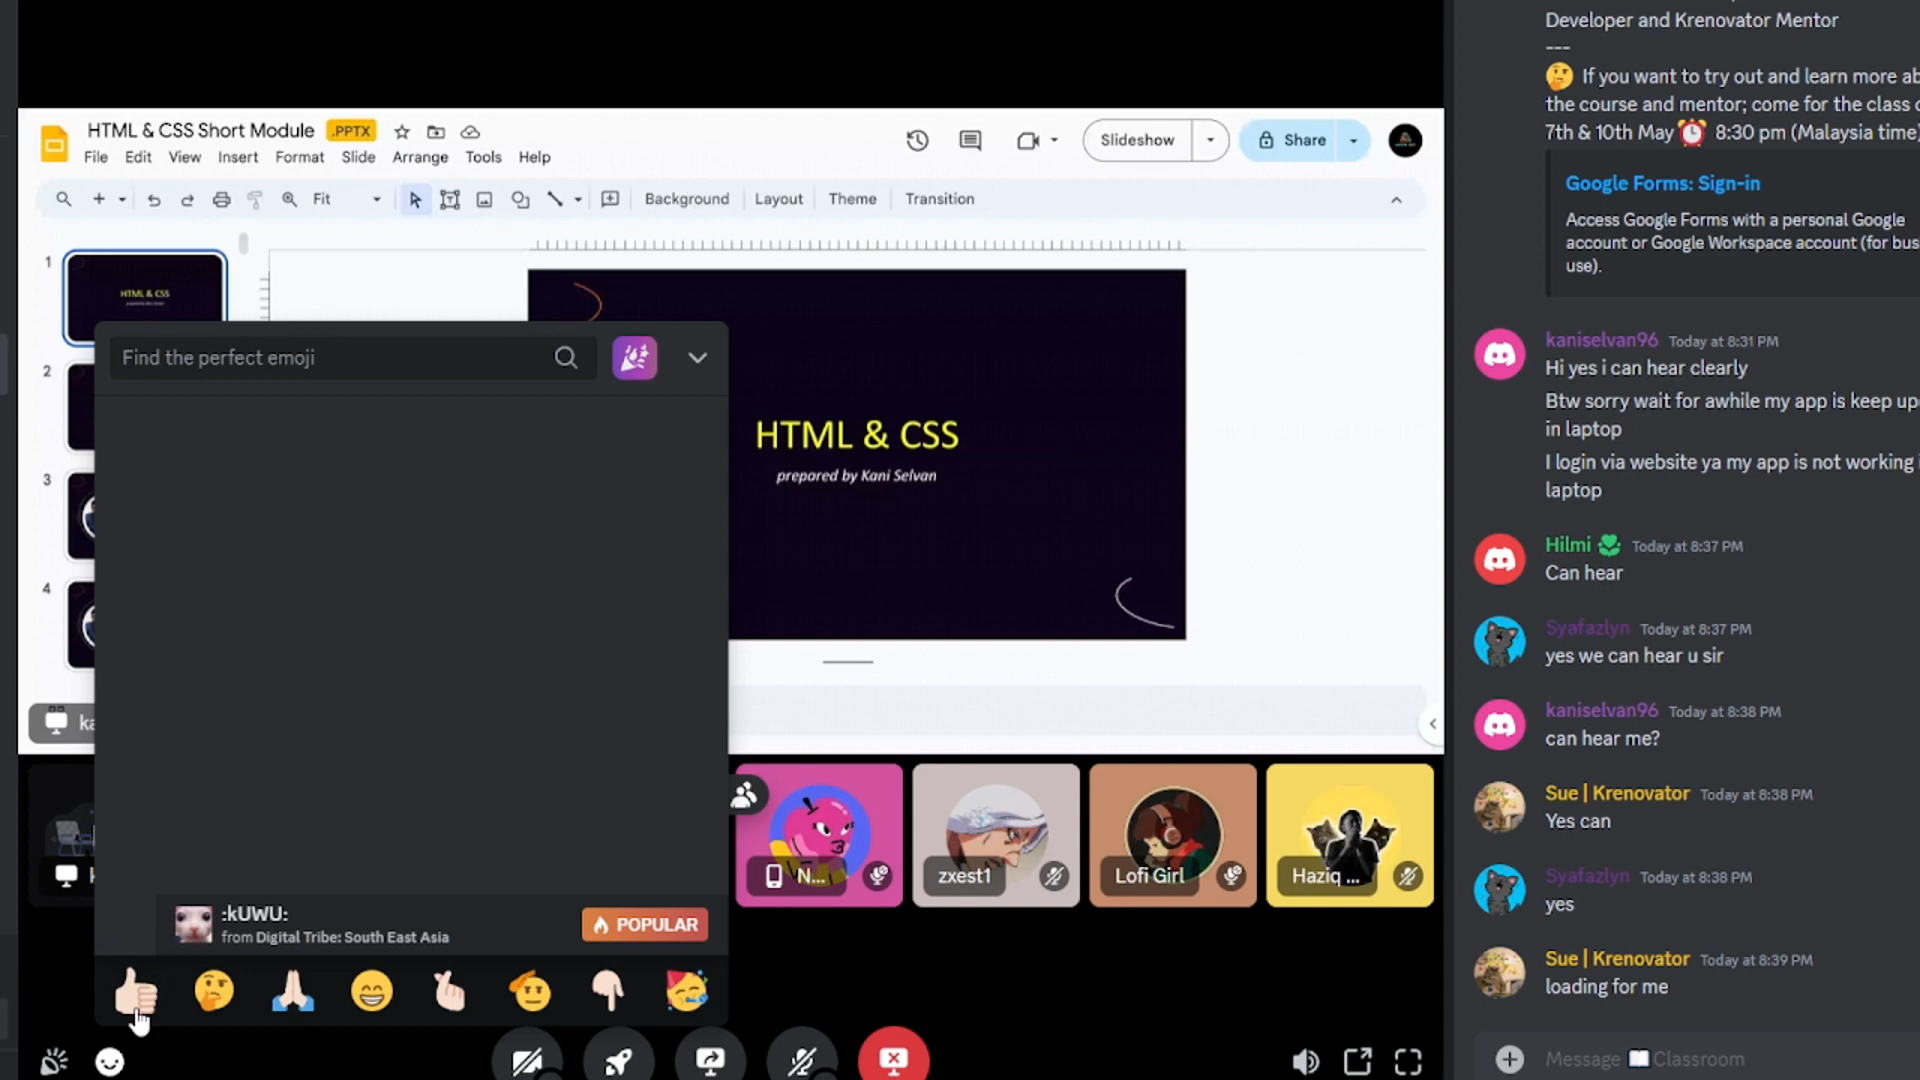 HTML & CSS Short Module .PPTX
File Edit View Insert Format Slide Arrange Tools Help
Slideshow
Share
Fit
Background Layout Theme Transition
1
HTML & CSS
2
3
4
HTML & CSS
prepared by Kani Selvan
Find the perfect emoji
:kUWU:
from Digital Tribe: South East Asia
POPULAR
ka
N...
zxest1
Lofi Girl
Haziq ...
Developer and Krenovator Mentor
---
If you want to try out and learn more ab
the course and mentor; come for the class
7th & 10th May 8:30 pm (Malaysia time)
Google Forms: Sign-in
Access Google Forms with a personal Google
account or Google Workspace account (for bus
use).
kaniselvan96 Today at 8:31 PM
Hi yes i can hear clearly
Btw sorry wait for awhile my app is keep up
in laptop
I login via website ya my app is not working
laptop
Hilmi Today at 8:37 PM
Can hear
Syafazlyn Today at 8:37 PM
yes we can hear u sir
kaniselvan96 Today at 8:38 PM
can hear me?
Sue | Krenovator Today at 8:38 PM
Yes can
Syafazlyn Today at 8:38 PM
yes
Sue | Krenovator Today at 8:39 PM
loading for me
Message Classroom